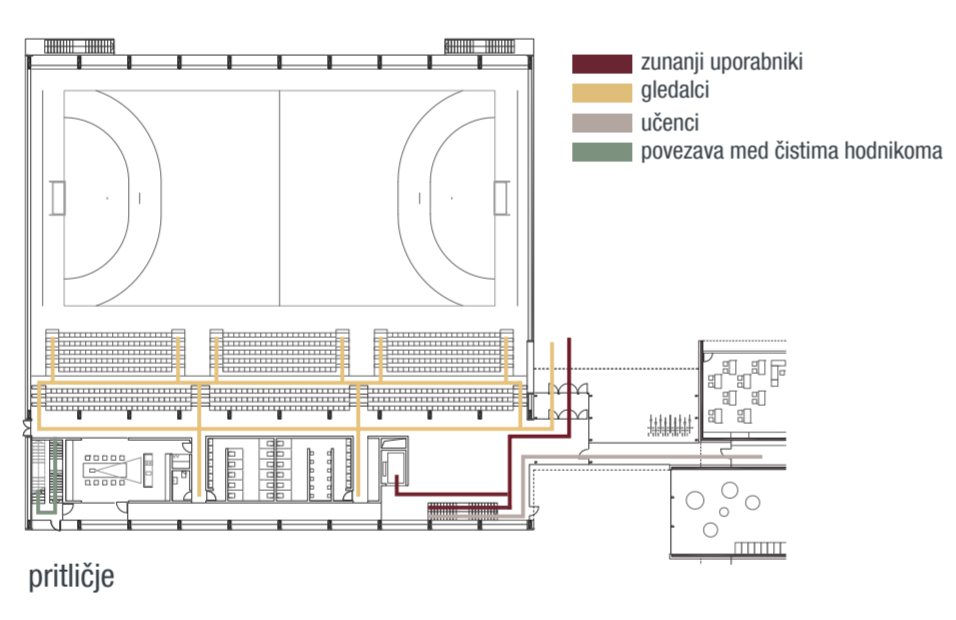 zunanji uporabniki
gledalci
učenci
povezava med čistima hodnikoma
pritličje